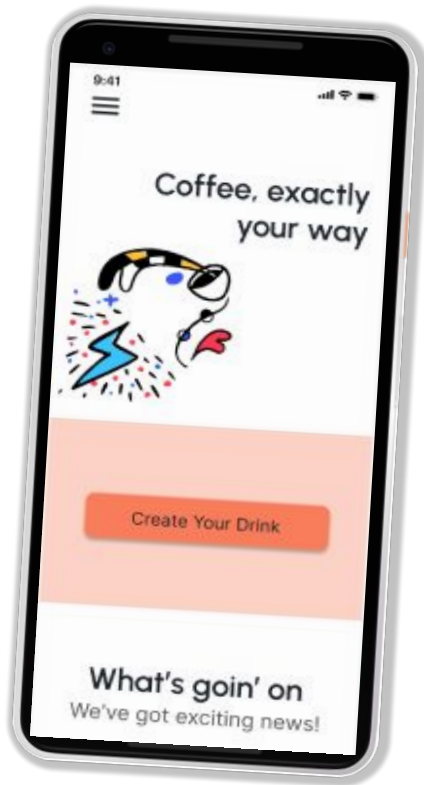 9:41
Coffee, exactly
your way
Create Your Drink
What's goin' on
We've got exciting news!